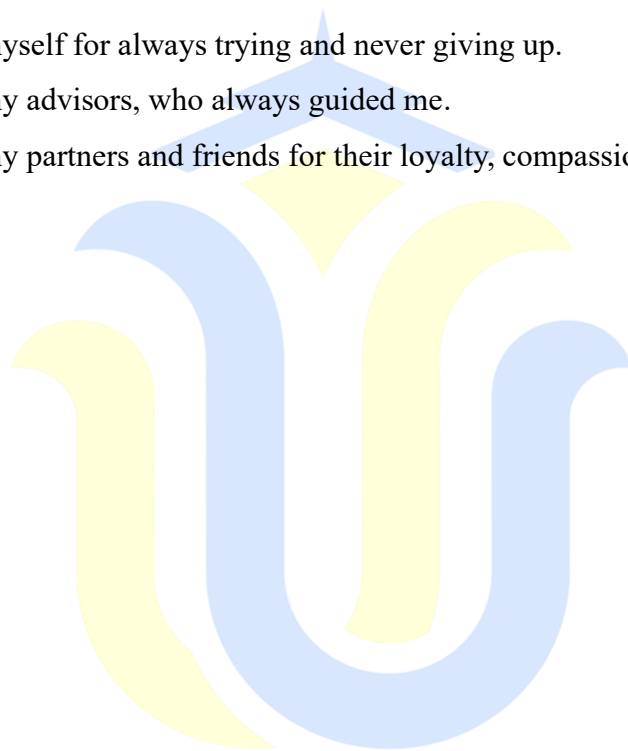 yself for always trying and never giving up.
y advisors, who always guided me.
y partners and friends for their loyalty, compassio